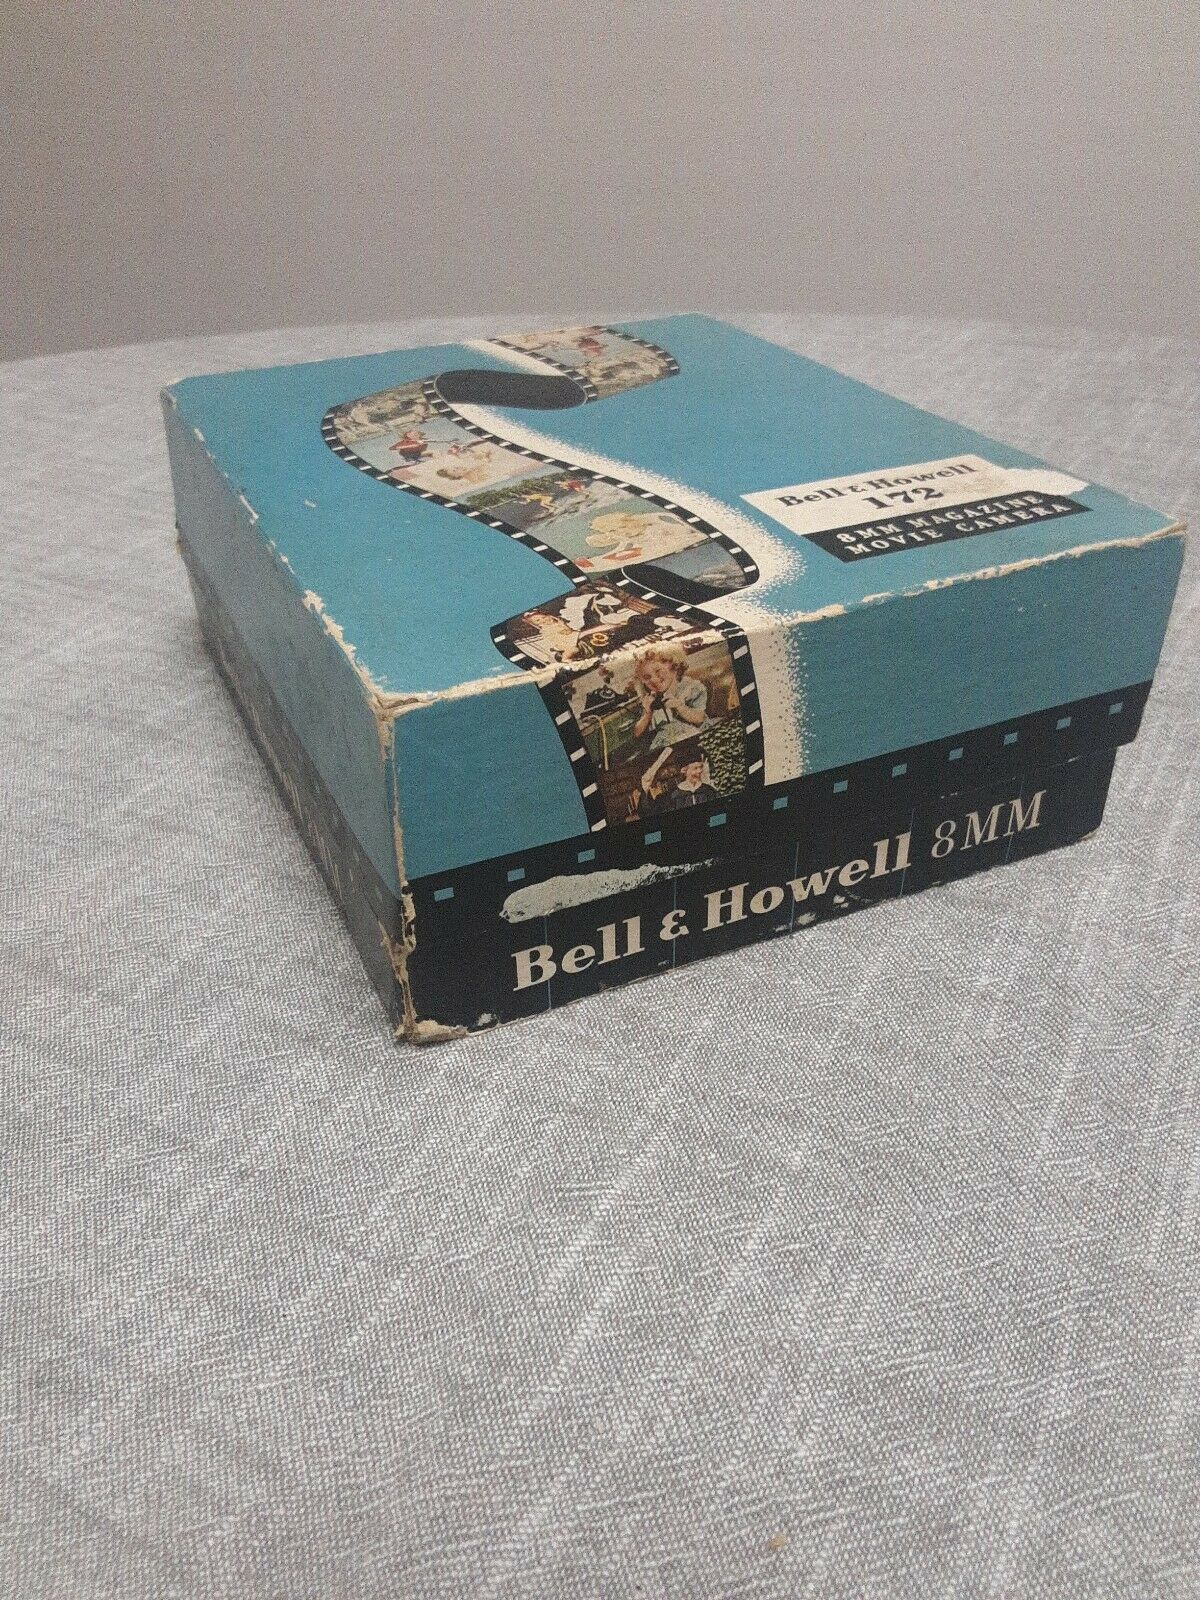 Bell & Howell
172
8MM MAGAZINE
MOVIE CAMERA
Bell & Howell 8MM